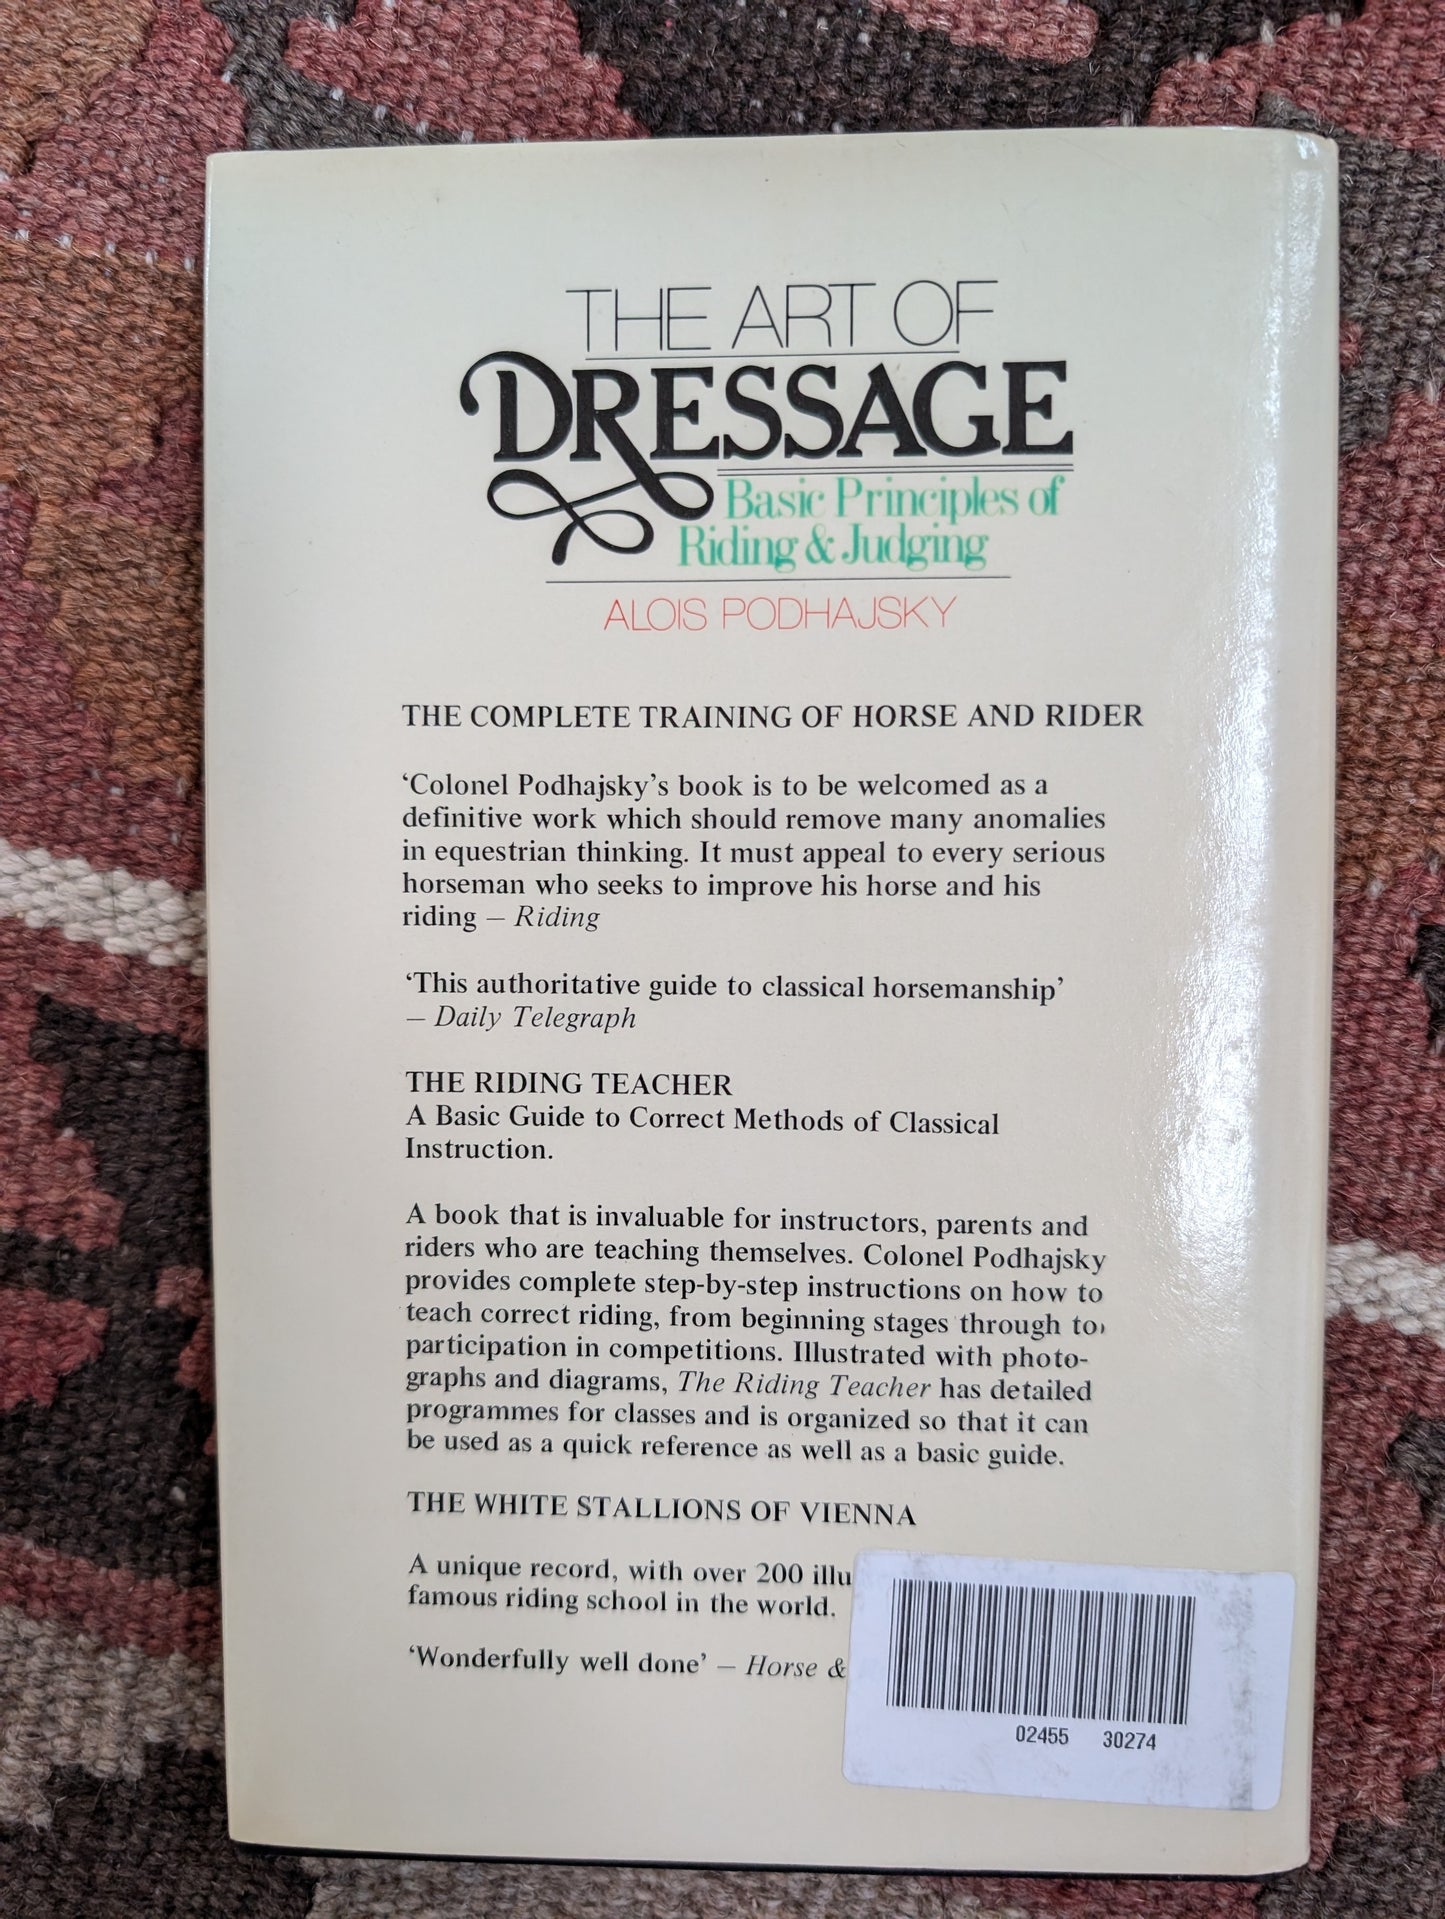 THE ART OF
DRESSAGE
Basic Principles of
Riding & Judging
ALOIS PODHAJSKY
THE COMPLETE TRAINING OF HORSE AND RIDER
‘Colonel Podhajsky’s book is to be welcomed as a
definitive work which should remove many anomalies
in equestrian thinking. It must appeal to every serious
horseman who seeks to improve his horse and his
riding – Riding
‘This authoritative guide to classical horsemanship’
– Daily Telegraph
THE RIDING TEACHER
A Basic Guide to Correct Methods of Classical
Instruction.
A book that is invaluable for instructors, parents and
riders who are teaching themselves. Colonel Podhajsky
provides complete step-by-step instructions on how to
teach correct riding, from beginning stages through to
participation in competitions. Illustrated with photo-
graphs and diagrams, The Riding Teacher has detailed
programmes for classes and is organized so that it can
be used as a quick reference as well as a basic guide.
THE WHITE STALLIONS OF VIENNA
A unique record, with over 200 illu
famous riding school in the world.
‘Wonderfully well done’ – Horse &
02455 30274